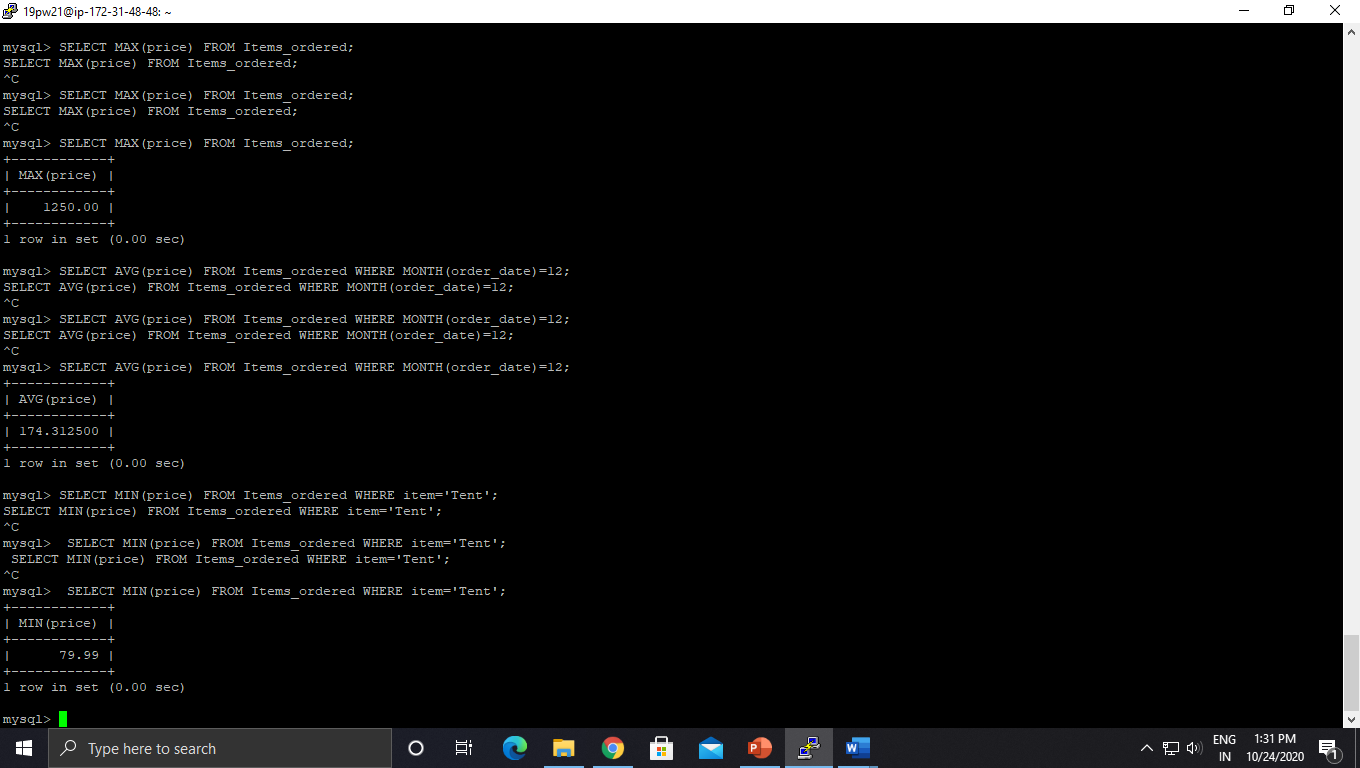 19pw21@ip-172-31-48-48: ~
mysql> SELECT MAX(price) FROM Items_ordered;
SELECT MAX(price) FROM Items_ordered;
^C
mysql> SELECT MAX(price) FROM Items_ordered;
SELECT MAX(price) FROM Items_ordered;
^C
mysql> SELECT MAX(price) FROM Items_ordered;
+------------+
| MAX(price) |
+------------+
|    1250.00 |
+------------+
1 row in set (0.00 sec)
mysql> SELECT AVG(price) FROM Items_ordered WHERE MONTH(order_date)=12;
SELECT AVG(price) FROM Items_ordered WHERE MONTH(order_date)=12;
^C
mysql> SELECT AVG(price) FROM Items_ordered WHERE MONTH(order_date)=12;
SELECT AVG(price) FROM Items_ordered WHERE MONTH(order_date)=12;
^C
mysql> SELECT AVG(price) FROM Items_ordered WHERE MONTH(order_date)=12;
+------------+
| AVG(price) |
+------------+
| 174.312500 |
+------------+
1 row in set (0.00 sec)
mysql> SELECT MIN(price) FROM Items_ordered WHERE item='Tent';
SELECT MIN(price) FROM Items_ordered WHERE item='Tent';
^C
mysql>  SELECT MIN(price) FROM Items_ordered WHERE item='Tent';
 SELECT MIN(price) FROM Items_ordered WHERE item='Tent';
^C
mysql>  SELECT MIN(price) FROM Items_ordered WHERE item='Tent';
+------------+
| MIN(price) |
+------------+
|      79.99 |
+------------+
1 row in set (0.00 sec)
mysql>
Type here to search
ENG
IN
1:31 PM
10/24/2020
1